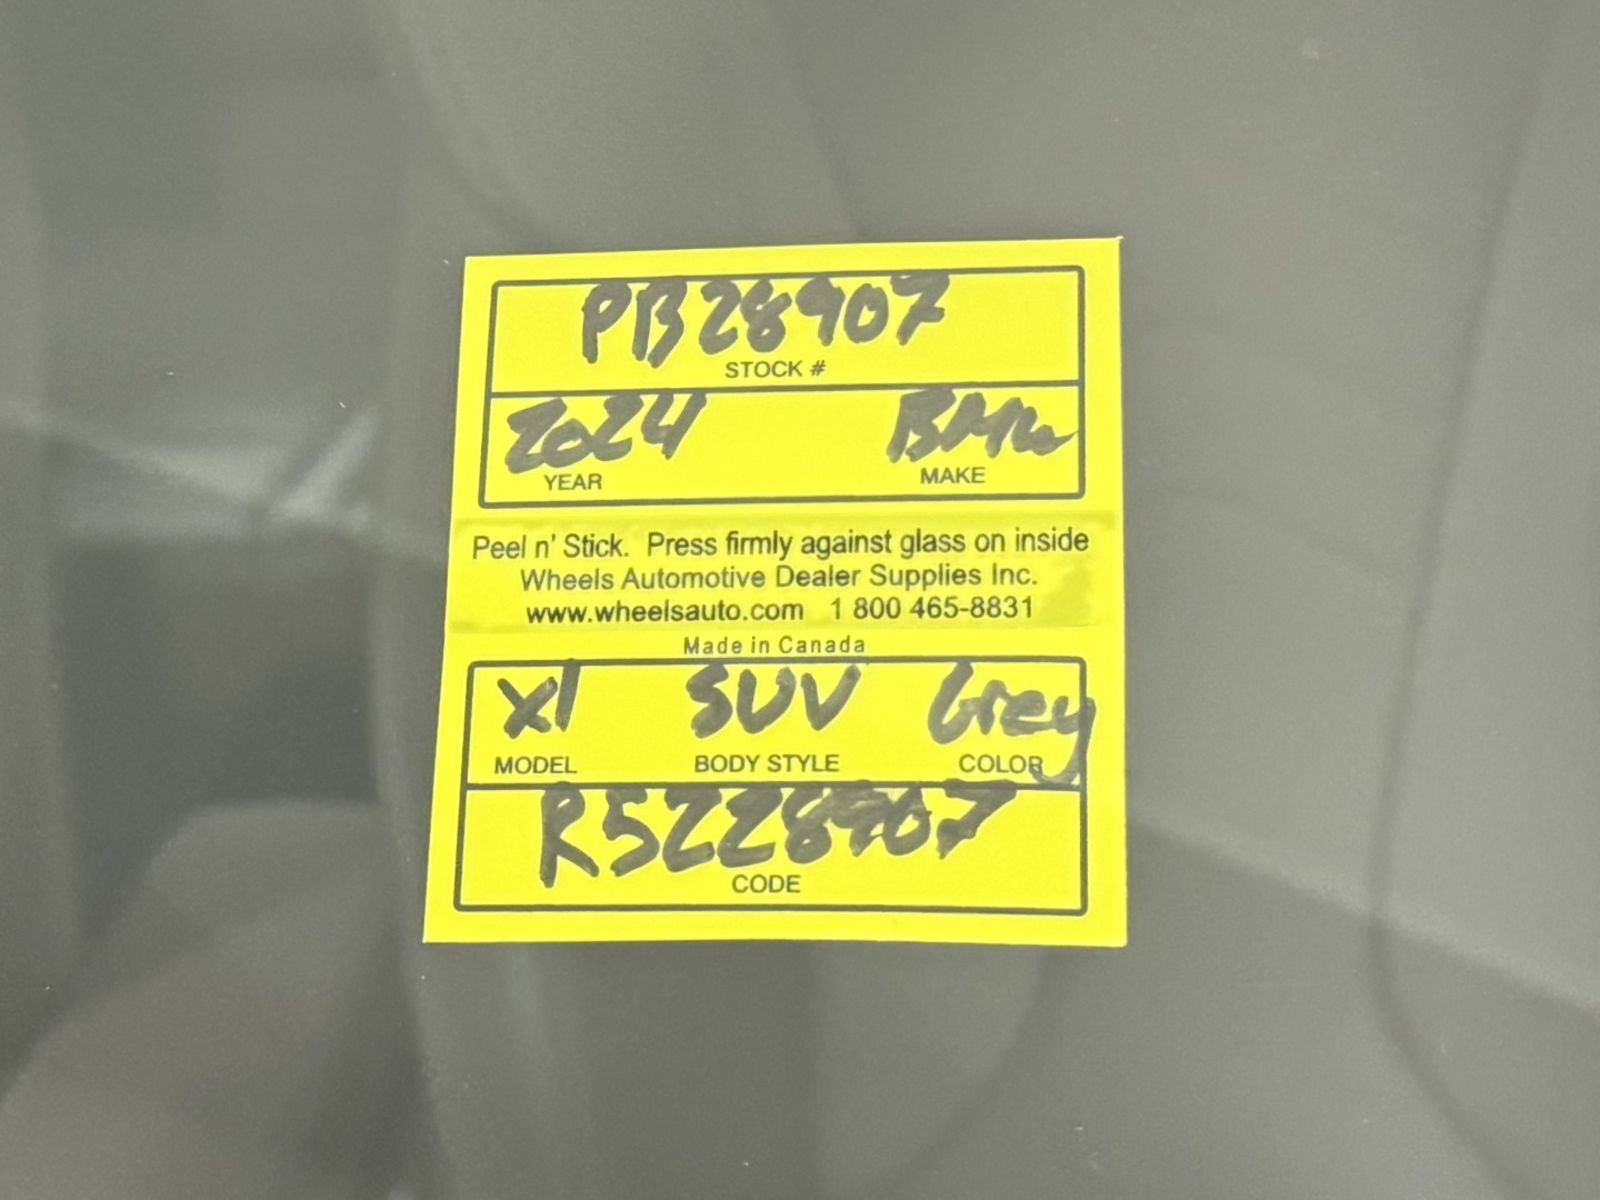 PB28907
STOCK #
2024 BMW
YEAR MAKE
Peel n' Stick. Press firmly against glass on inside
Wheels Automotive Dealer Supplies Inc.
www.wheelsauto.com 1 800 465-8831
Made in Canada
X1 SUV Grey
MODEL BODY STYLE COLOR
R5Z28907
CODE